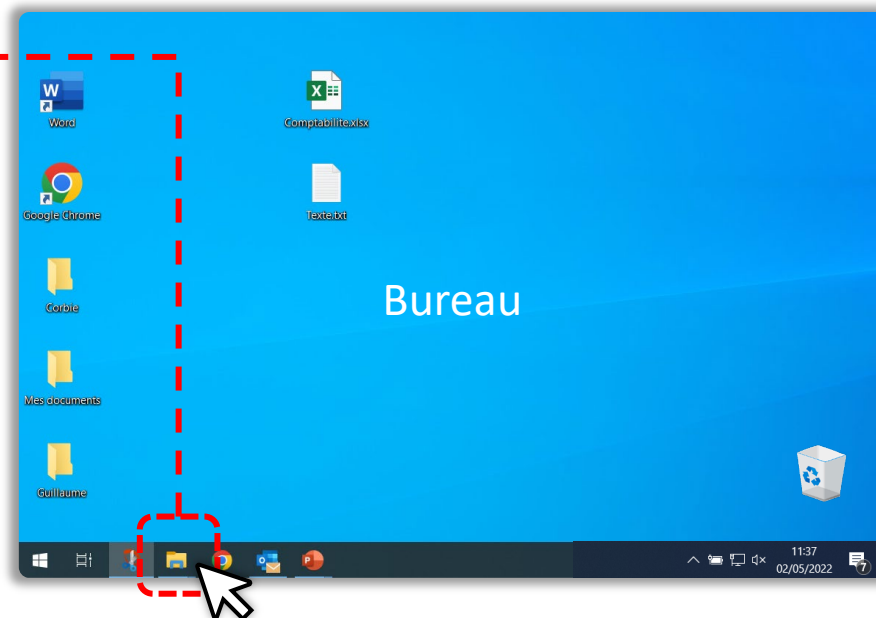 Word
Comptabilite.xlsx
Google Chrome
Texte.txt
Corbie
Bureau
Mes documents
Guillaume
11:37
02/05/2022
7